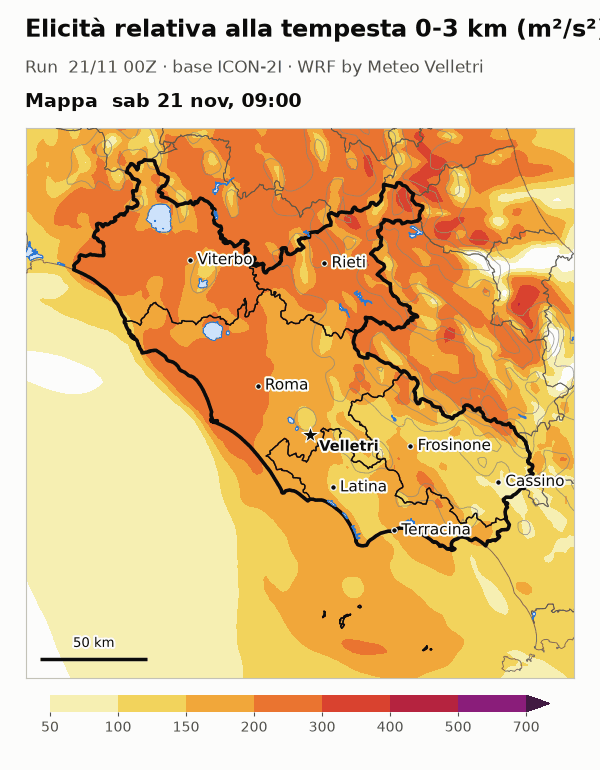 Elicità relativa alla tempesta 0-3 km (m²/s²)
Run 21/11 00Z · base ICON-2I · WRF by Meteo Velletri
Mappa sab 21 nov, 09:00
Viterbo
Rieti
Roma
Velletri
Frosinone
Cassino
Latina
Terracina
50 km
50 100 150 200 300 400 500 700